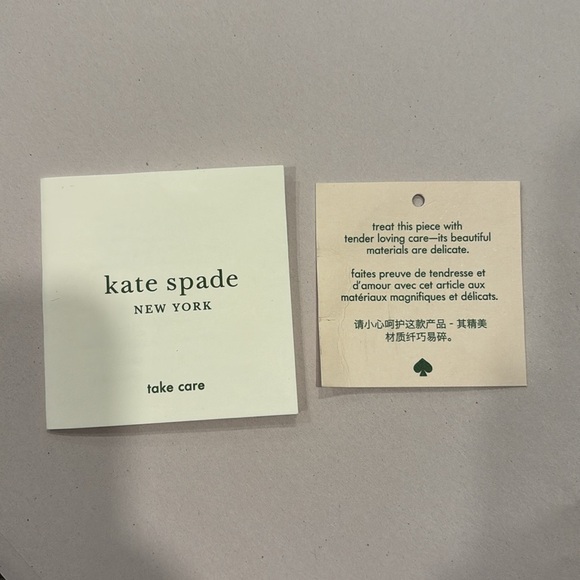 kate spade
NEW YORK
take care
treat this piece with
tender loving care—its beautiful
materials are delicate.
faites preuve de tendresse et
d'amour avec cet article aux
matériaux magnifiques et délicats.
请小心呵护这款产品 - 其精美
材质纤巧易碎。